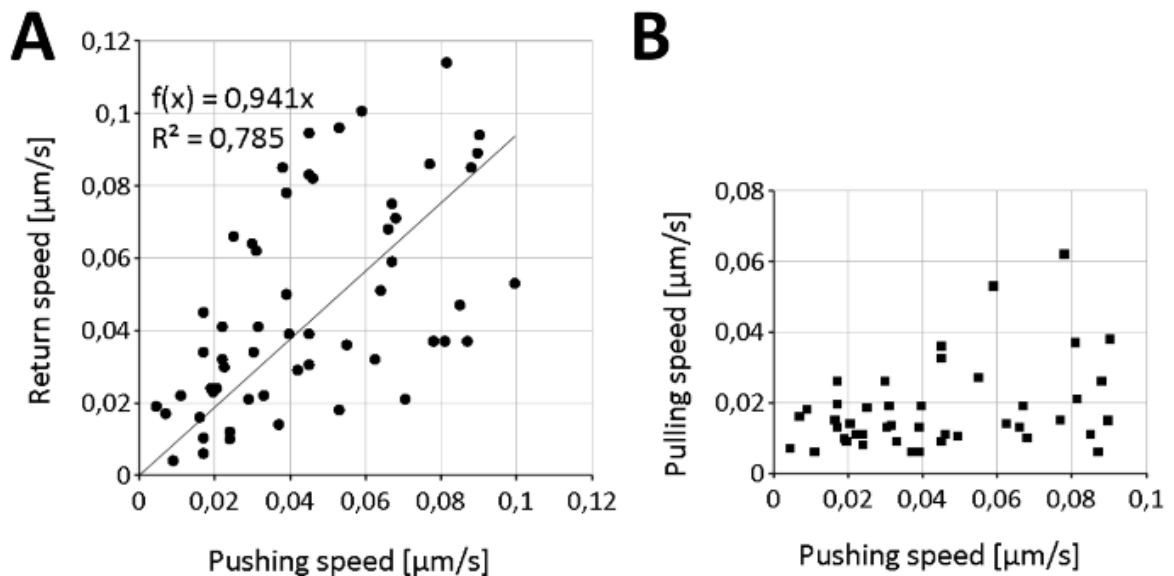 A
Return speed [µm/s]
0,12
0,1
0,08
0,06
0,04
0,02
0
f(x) = 0,941x
R² = 0,785
0 0,02 0,04 0,06 0,08 0,1 0,12
Pushing speed [µm/s]
B
Pulling speed [µm/s]
0,08
0,06
0,04
0,02
0
0 0,02 0,04 0,06 0,08 0,1
Pushing speed [µm/s]